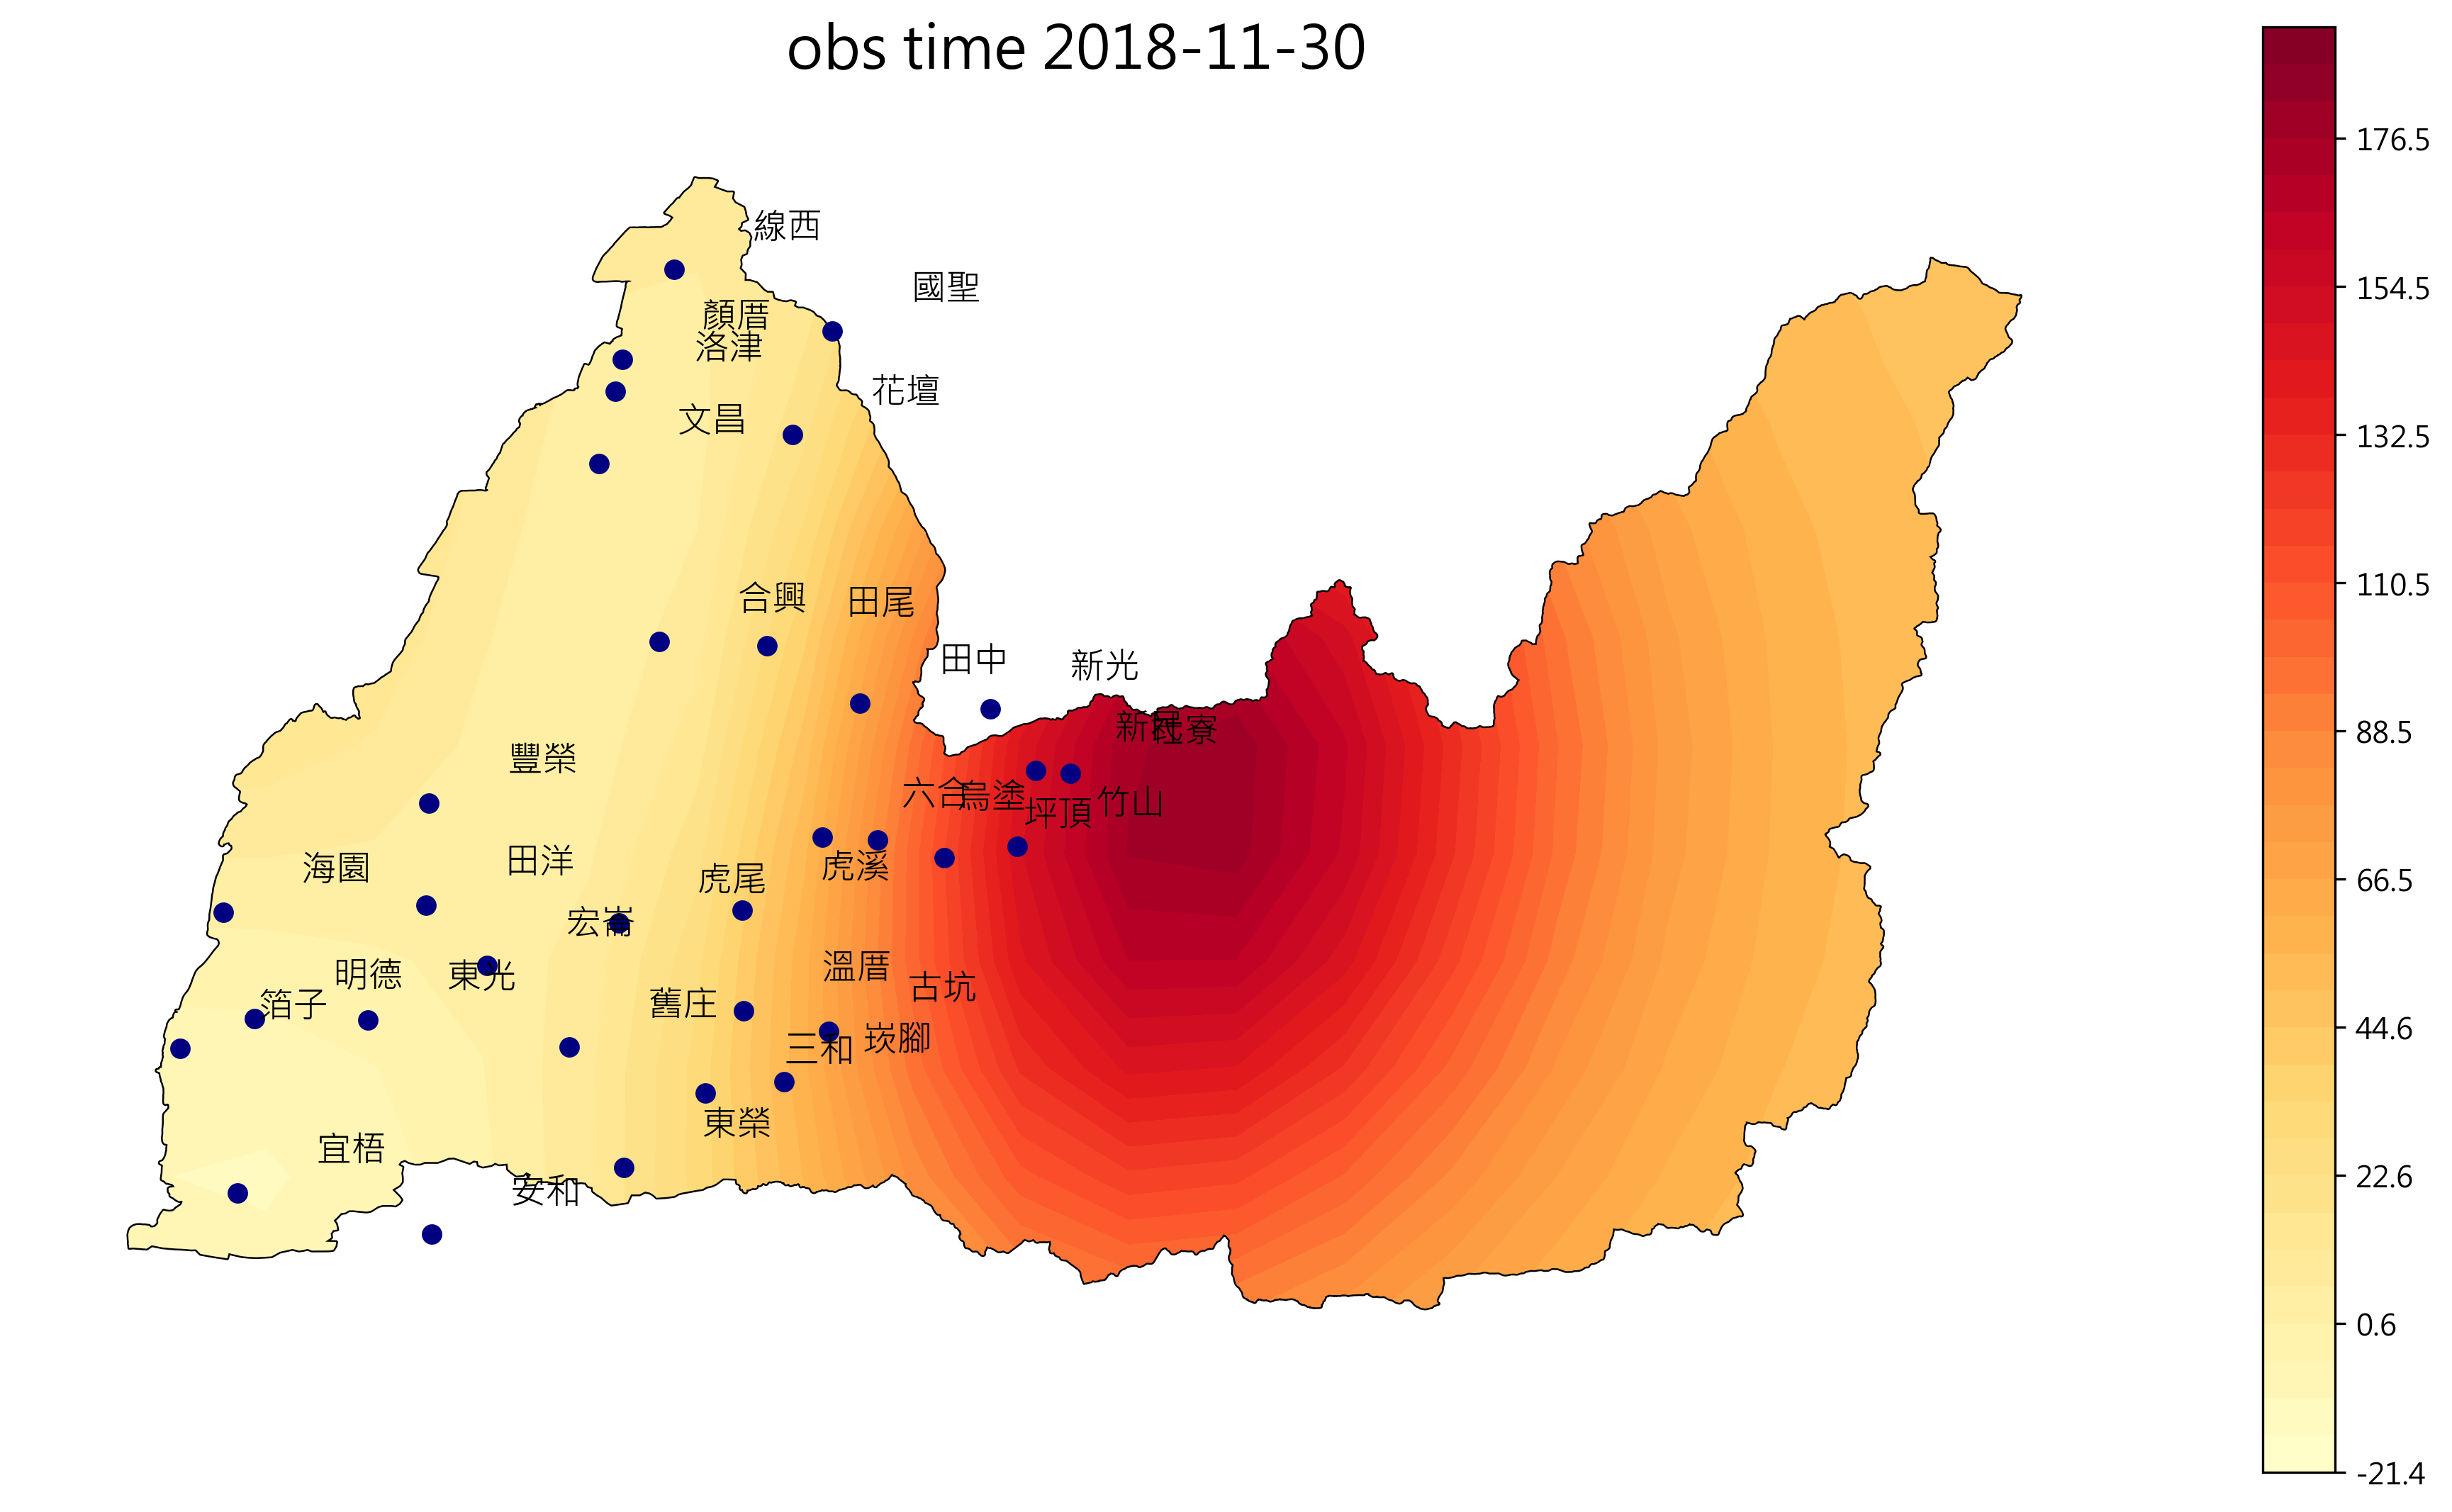 obs time 2018-11-30
線西
國聖
顏厝
洛津
花壇
文昌
合興
田尾
田中
新光
新民
社寮
豐榮
六合
烏塗
坪頂
竹山
海園
田洋
虎尾
虎溪
宏崙
明德
東光
溫厝
古坑
箔子
舊庄
三和
崁腳
東榮
宜梧
安和
176.5
154.5
132.5
110.5
88.5
66.5
44.6
22.6
0.6
-21.4